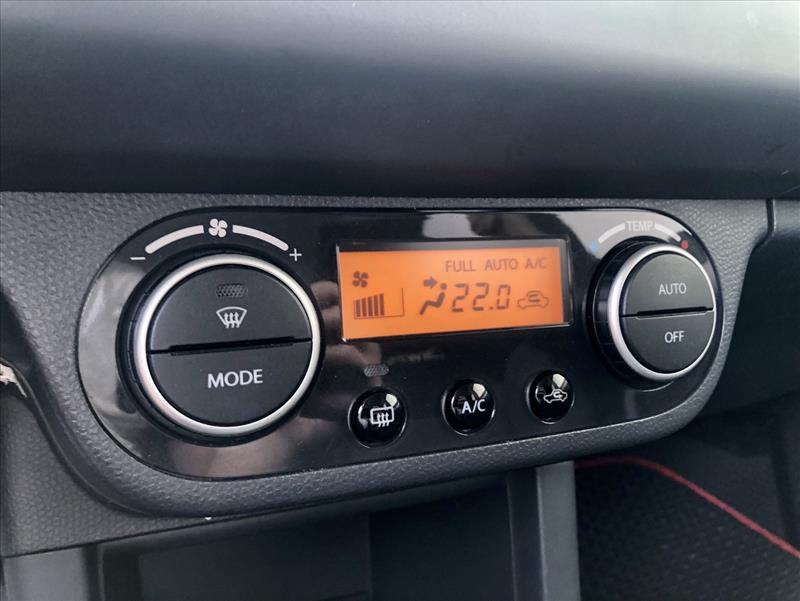 − +
TEMP
FULL AUTO A/C
22.0
MODE
AUTO
OFF
A/C